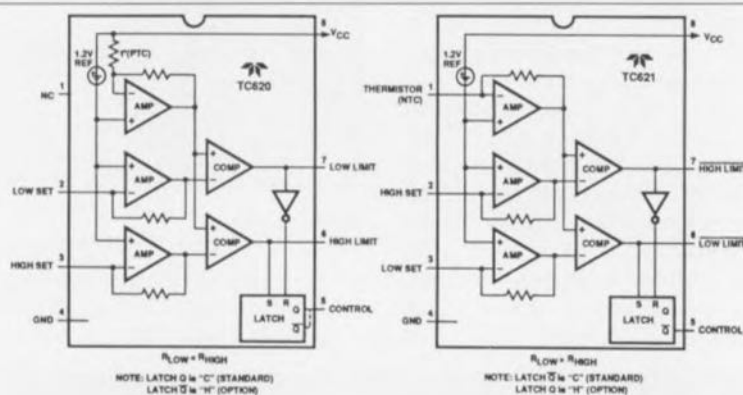 8
VCC
1.2V
REF
r°(PTC)
TC620
1
NC
AMP
AMP
COMP
7 LOW LIMIT
2
LOW SET
AMP
COMP
6 HIGH LIMIT
3
HIGH SET
S R Q
LATCH Q̅
5 CONTROL
4
GND
RLOW = RHIGH
NOTE: LATCH Q is "C" (STANDARD)
LATCH Q̅ is "H" (OPTION)
8
VCC
1.2V
REF
TC621
1
THERMISTOR
(NTC)
AMP
AMP
COMP
7 H̅I̅G̅H̅ L̅I̅M̅I̅T̅
2
HIGH SET
AMP
COMP
6 L̅O̅W̅ L̅I̅M̅I̅T̅
3
LOW SET
S R Q
LATCH Q̅
5 CONTROL
4
GND
RLOW = RHIGH
NOTE: LATCH Q̅ is "C" (STANDARD)
LATCH Q is "H" (OPTION)